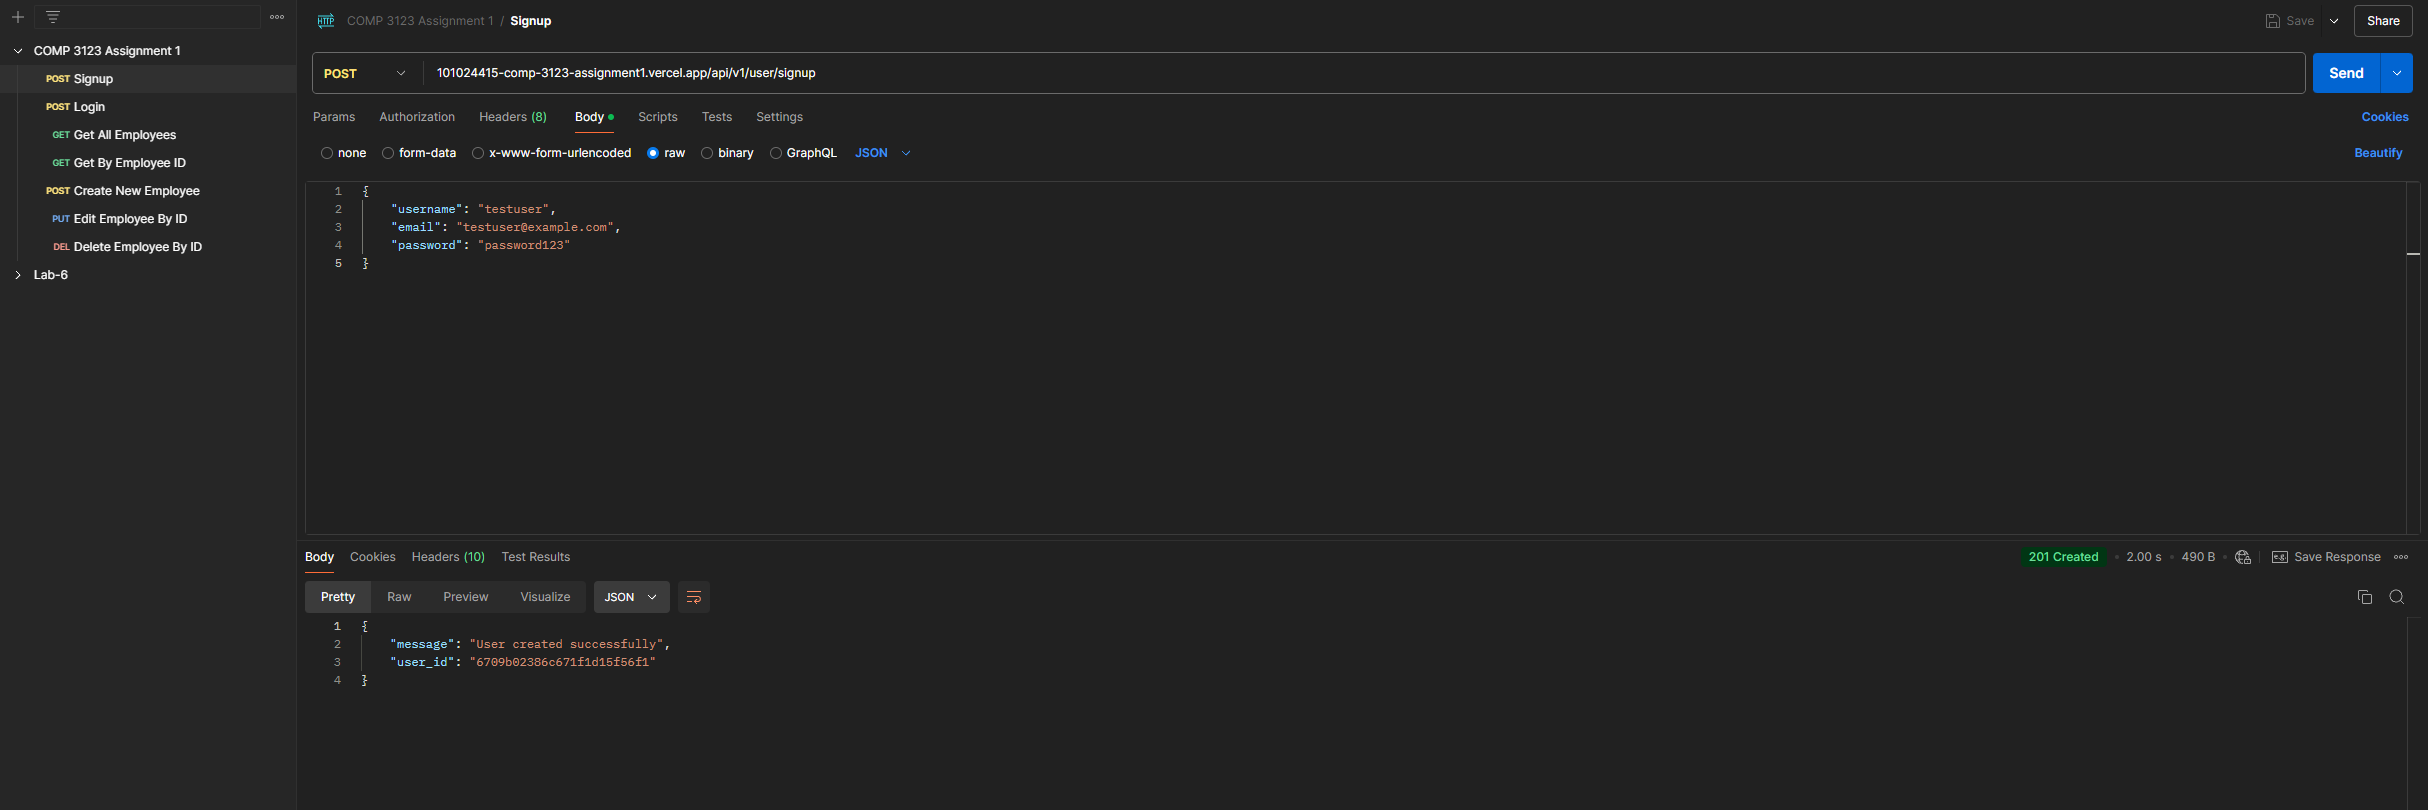 COMP 3123 Assignment 1
POST Signup
POST Login
GET Get All Employees
GET Get By Employee ID
POST Create New Employee
PUT Edit Employee By ID
DEL Delete Employee By ID
Lab-6
HTTP COMP 3123 Assignment 1 / Signup
Save
Share
POST 101024415-comp-3123-assignment1.vercel.app/api/v1/user/signup
Send
Params Authorization Headers (8) Body Scripts Tests Settings
Cookies
none form-data x-www-form-urlencoded raw binary GraphQL JSON
Beautify
1 {
2 "username": "testuser",
3 "email": "testuser@example.com",
4 "password": "password123"
5 }
Body Cookies Headers (10) Test Results
201 Created • 2.00 s • 490 B
e.g. Save Response
Pretty Raw Preview Visualize JSON
1 {
2 "message": "User created successfully",
3 "user_id": "6709b02386c671f1d15f56f1"
4 }